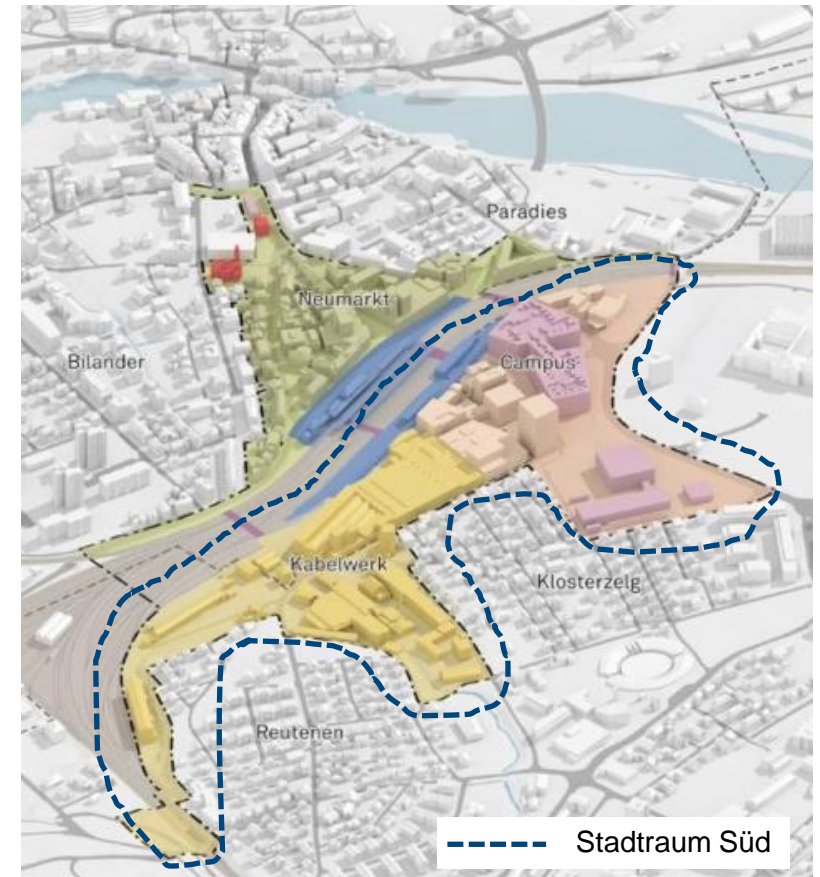 Paradies
Neumarkt
Bilander
Campus
Kabelwerk
Klosterzelg
Reutenen
Stadtraum Süd